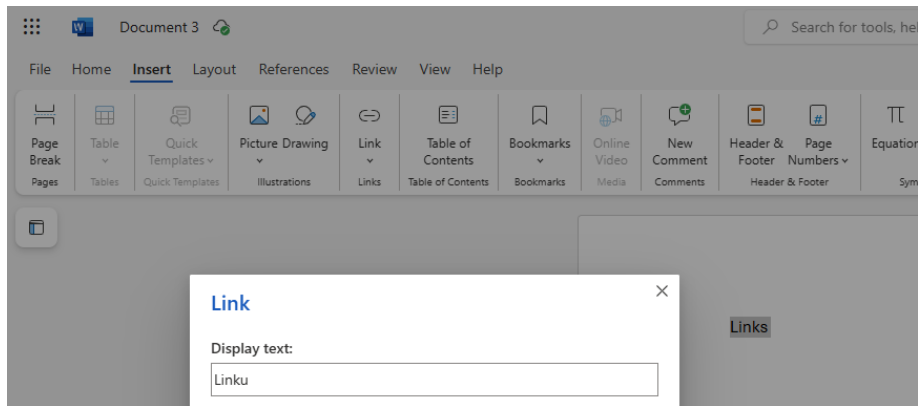 Document 3
Search for tools, hel
File Home Insert Layout References Review View Help
Page Break
Table
Quick Templates
Picture Drawing
Link
Table of Contents
Bookmarks
Online Video
New Comment
Header & Footer
Page Numbers
Equation
Pages Tables Quick Templates Illustrations Links Table of Contents Bookmarks Media Comments Header & Footer Sym
Link
Links
Display text:
Linku